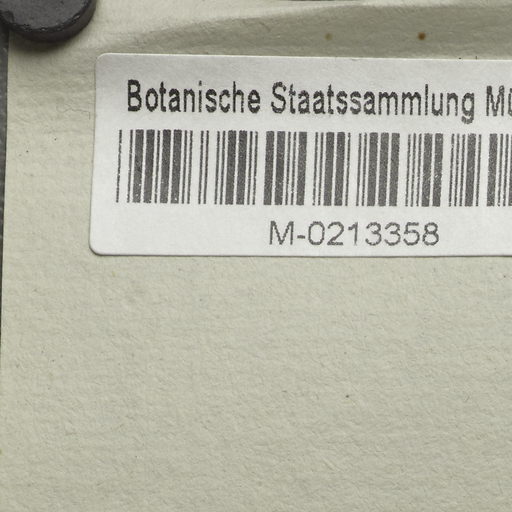 Botanische Staatssammlung Mü
M-0213358